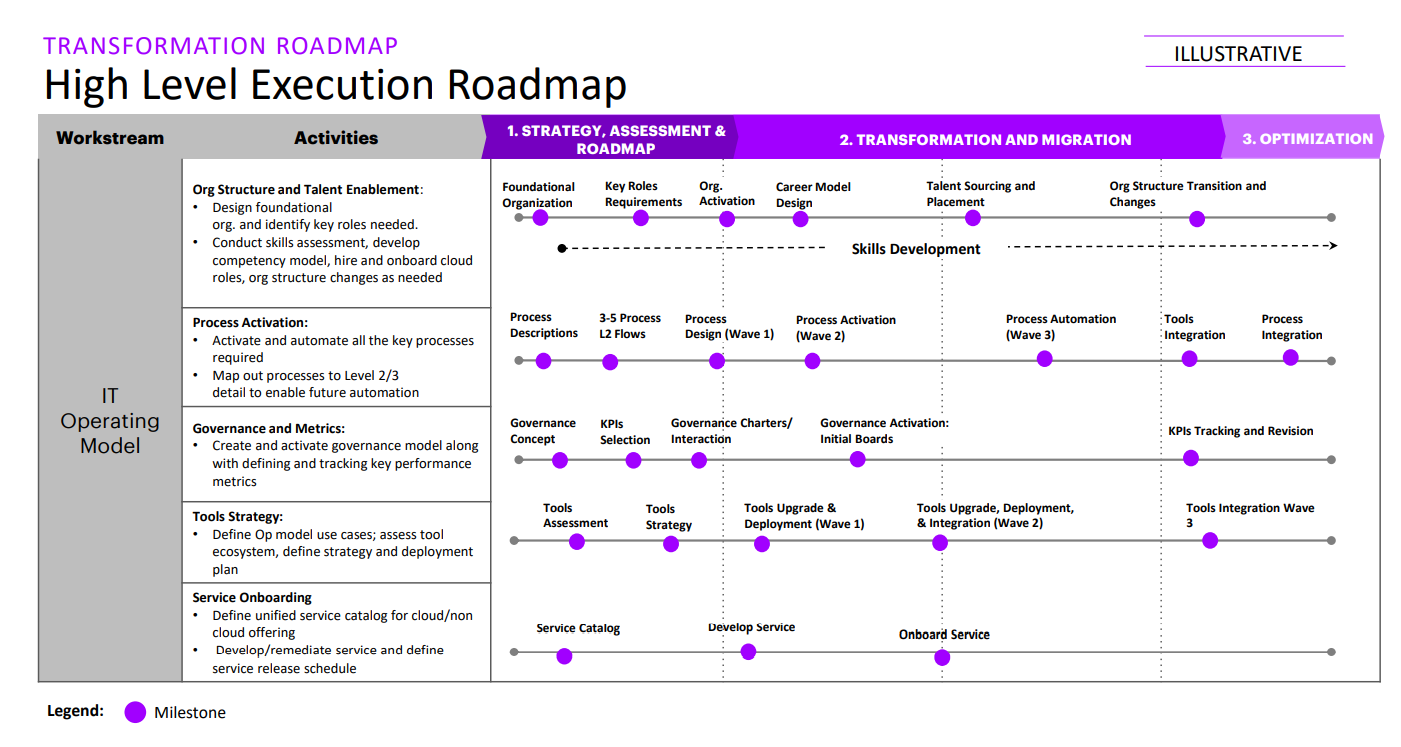 TRANSFORMATION ROADMAP
ILLUSTRATIVE
High Level Execution Roadmap
Workstream
Activities
1. STRATEGY, ASSESSMENT &
ROADMAP
2. TRANSFORMATION AND MIGRATION
3. OPTIMIZATION
IT
Operating
Model
Org Structure and Talent Enablement:
• Design foundational
org. and identify key roles needed.
• Conduct skills assessment, develop
competency model, hire and onboard cloud
roles, org structure changes as needed
Foundational
Organization
Key Roles
Requirements
Org.
Activation
Career Model
Design
Talent Sourcing and
Placement
Org Structure Transition and
Changes
Skills Development
Process Activation:
• Activate and automate all the key processes
required
• Map out processes to Level 2/3
detail to enable future automation
Process
Descriptions
3-5 Process
L2 Flows
Process
Design (Wave 1)
Process Activation
(Wave 2)
Process Automation
(Wave 3)
Tools
Integration
Process
Integration
Governance and Metrics:
• Create and activate governance model along
with defining and tracking key performance
metrics
Governance
Concept
KPIs
Selection
Governance Charters/
Interaction
Governance Activation:
Initial Boards
KPIs Tracking and Revision
Tools Strategy:
• Define Op model use cases; assess tool
ecosystem, define strategy and deployment
plan
Tools
Assessment
Tools
Strategy
Tools Upgrade &
Deployment (Wave 1)
Tools Upgrade, Deployment,
& Integration (Wave 2)
Tools Integration Wave
3
Service Onboarding
• Define unified service catalog for cloud/non
cloud offering
• Develop/remediate service and define
service release schedule
Service Catalog
Develop Service
Onboard Service
Legend:
Milestone